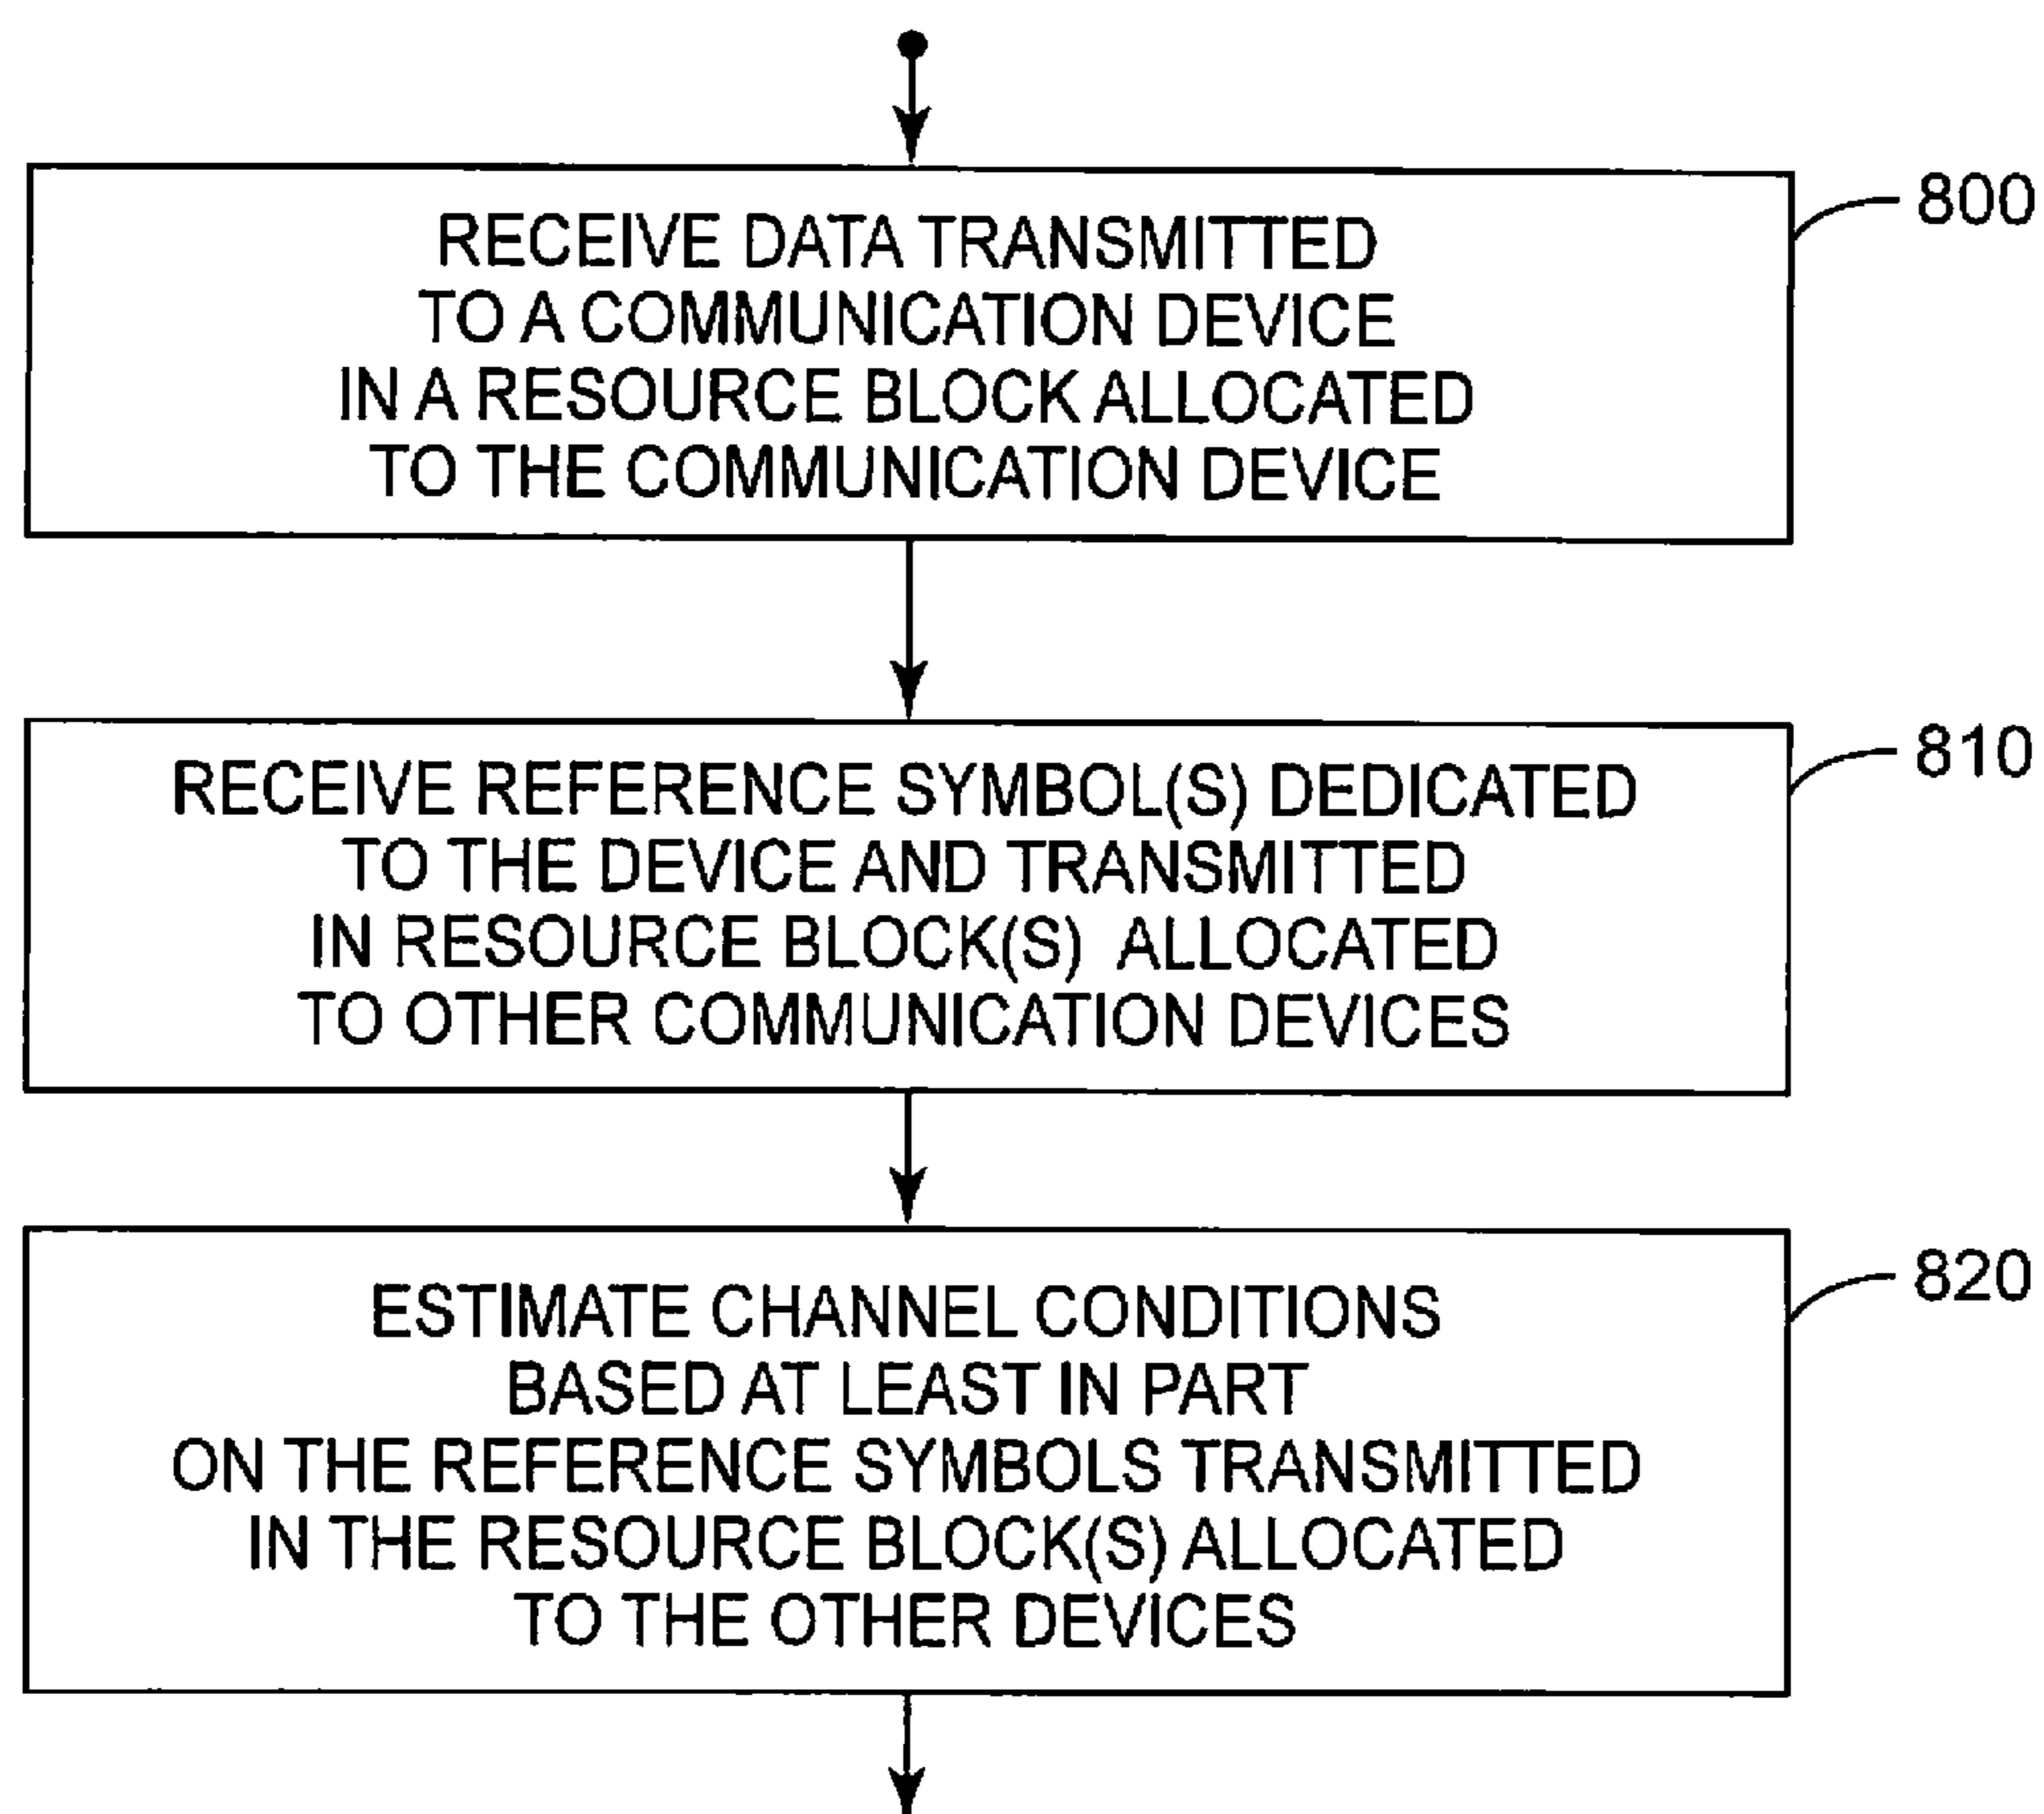 RECEIVE DATA TRANSMITTED
TO A COMMUNICATION DEVICE
IN A RESOURCE BLOCK ALLOCATED
TO THE COMMUNICATION DEVICE
800
RECEIVE REFERENCE SYMBOL(S) DEDICATED
TO THE DEVICE AND TRANSMITTED
IN RESOURCE BLOCK(S) ALLOCATED
TO OTHER COMMUNICATION DEVICES
810
ESTIMATE CHANNEL CONDITIONS
BASED AT LEAST IN PART
ON THE REFERENCE SYMBOLS TRANSMITTED
IN THE RESOURCE BLOCK(S) ALLOCATED
TO THE OTHER DEVICES
820